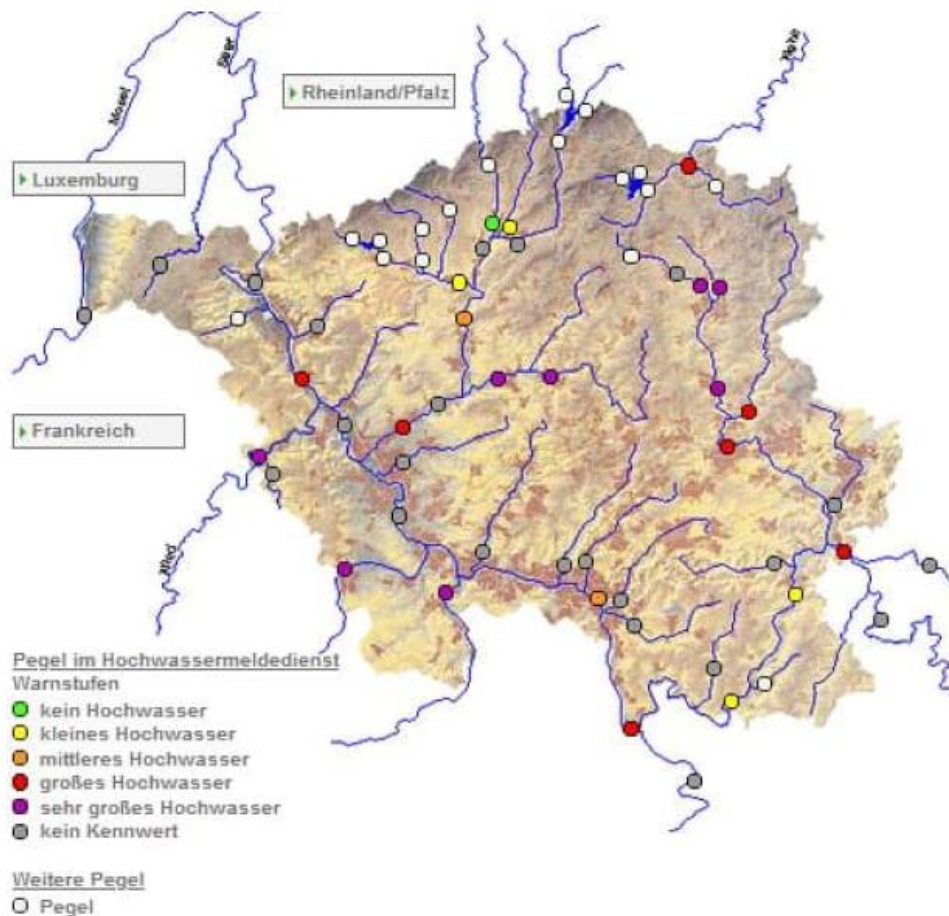 Mosel
Saar
Nahe
Rheinland/Pfalz
Luxemburg
Frankreich
Nied
Pegel im Hochwassermeldedienst
Warnstufen
kein Hochwasser
kleines Hochwasser
mittleres Hochwasser
großes Hochwasser
sehr großes Hochwasser
kein Kennwert
Weitere Pegel
Pegel